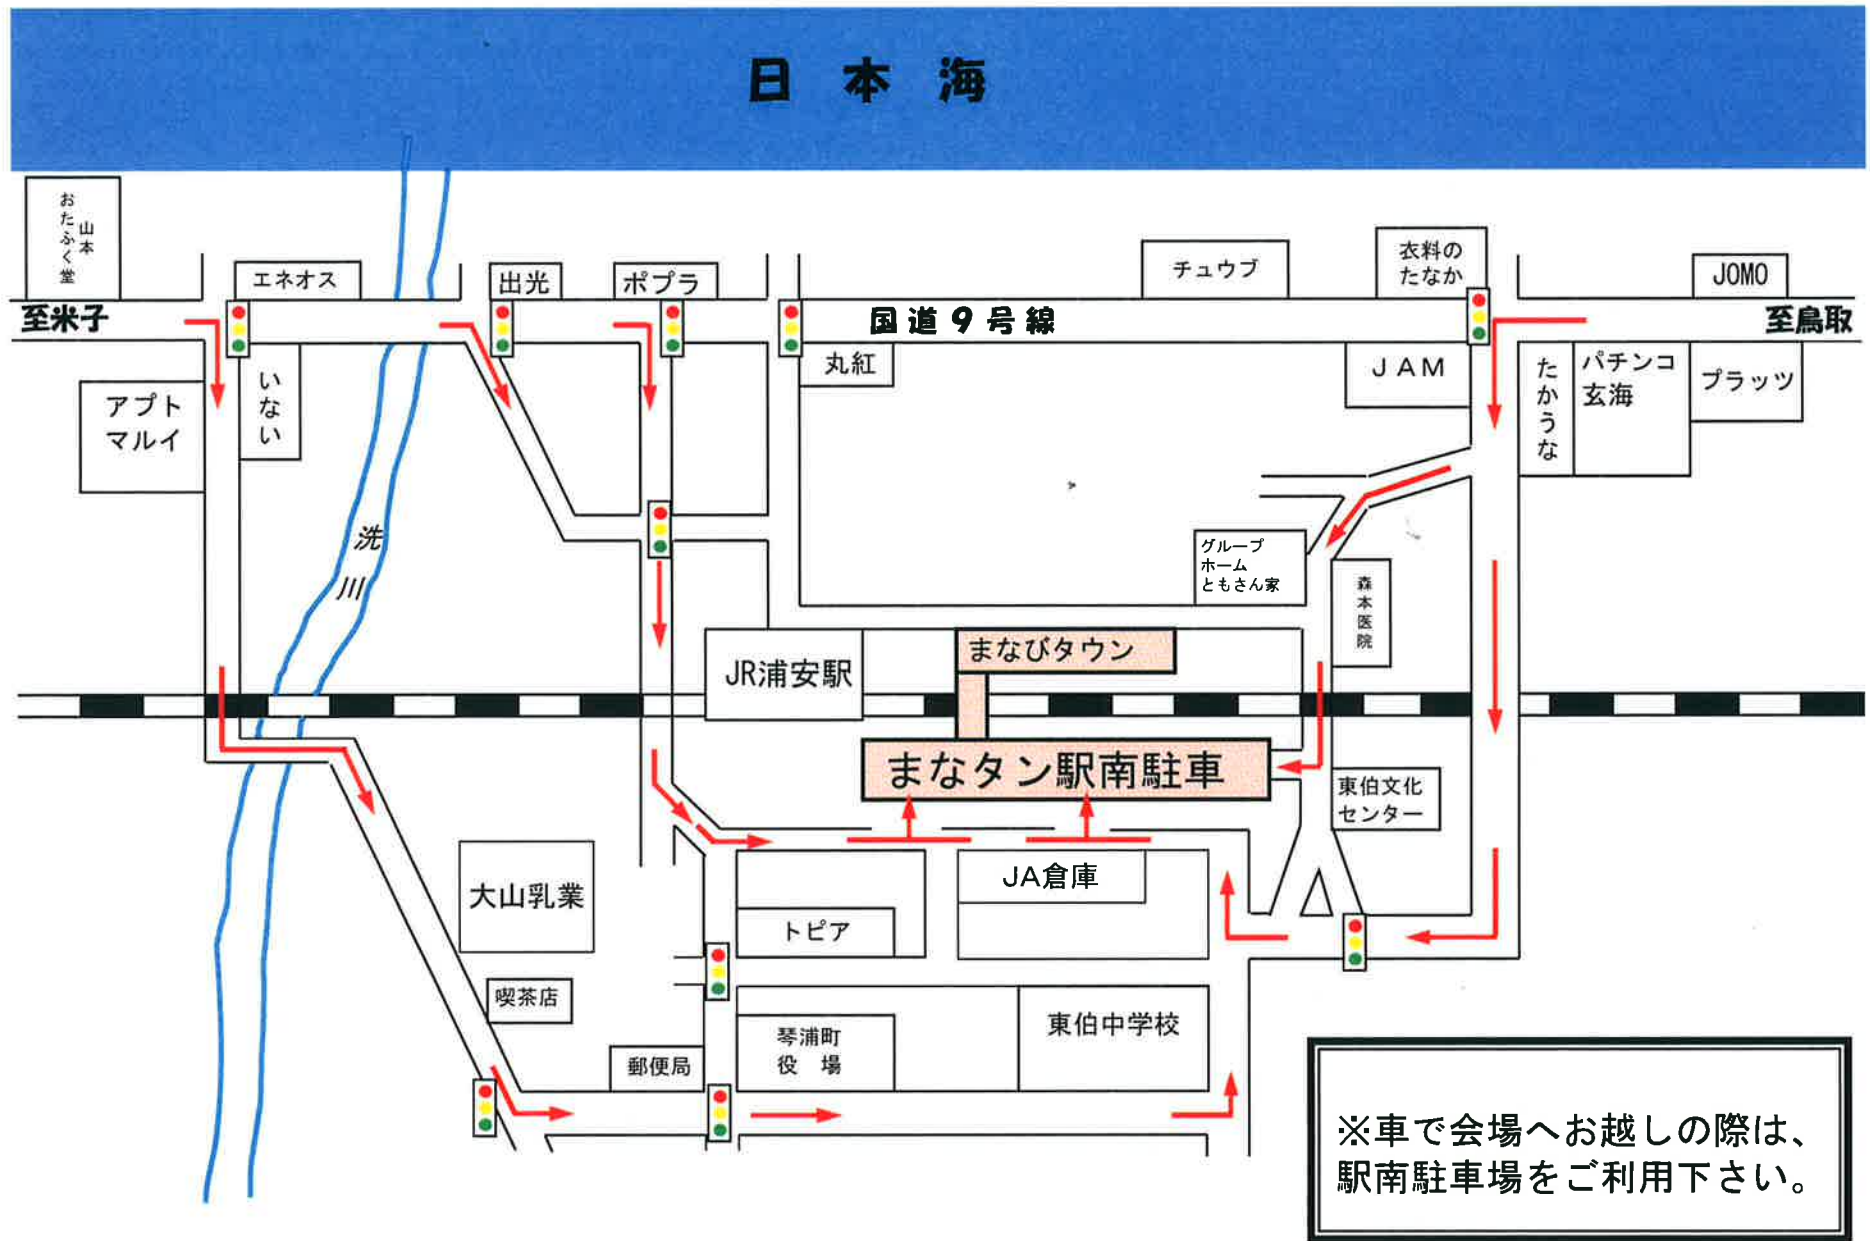 日本海
山本
おたふく堂
エネオス
出光
ポプラ
チュウブ
衣料の
たなか
JOMO
至米子
国道9号線
至鳥取
アプト
マルイ
いない
丸紅
JAM
たかうな
パチンコ
玄海
プラッツ
洗川
グループ
ホーム
ともさん家
森本医院
JR浦安駅
まなびタウン
まなタン駅南駐車
東伯文化
センター
大山乳業
JA倉庫
トピア
喫茶店
郵便局
琴浦町
役場
東伯中学校
※車で会場へお越しの際は、
駅南駐車場をご利用下さい。